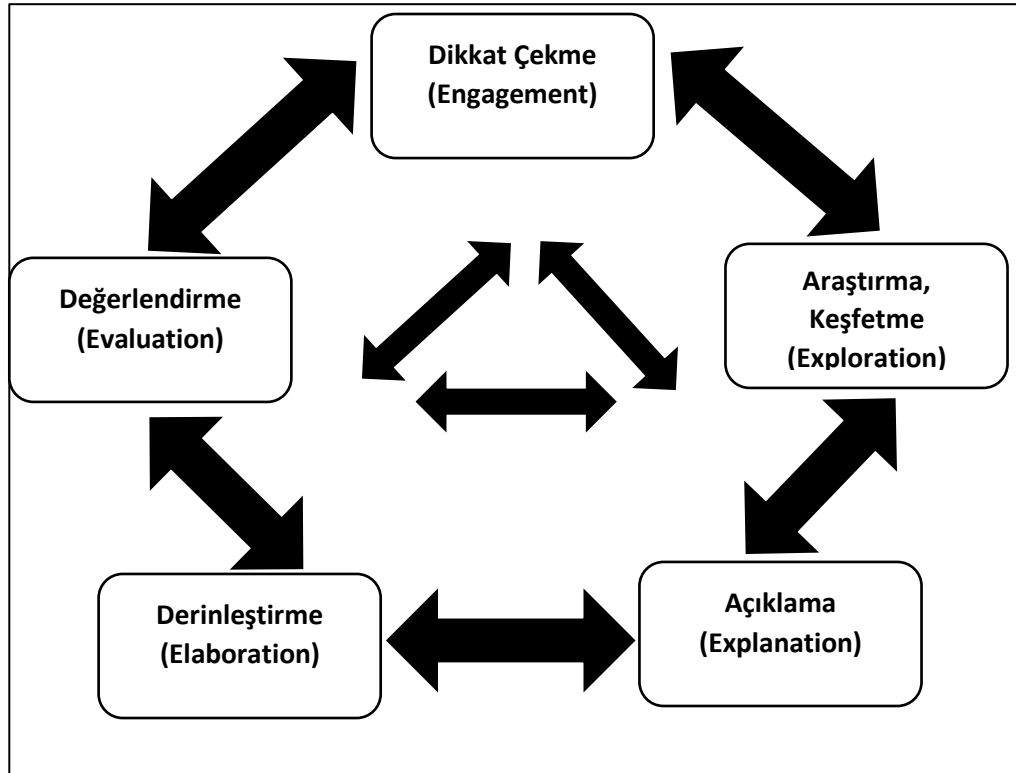 Dikkat Çekme
(Engagement)
Değerlendirme
(Evaluation)
Araştırma,
Keşfetme
(Exploration)
Derinleştirme
(Elaboration)
Açıklama
(Explanation)